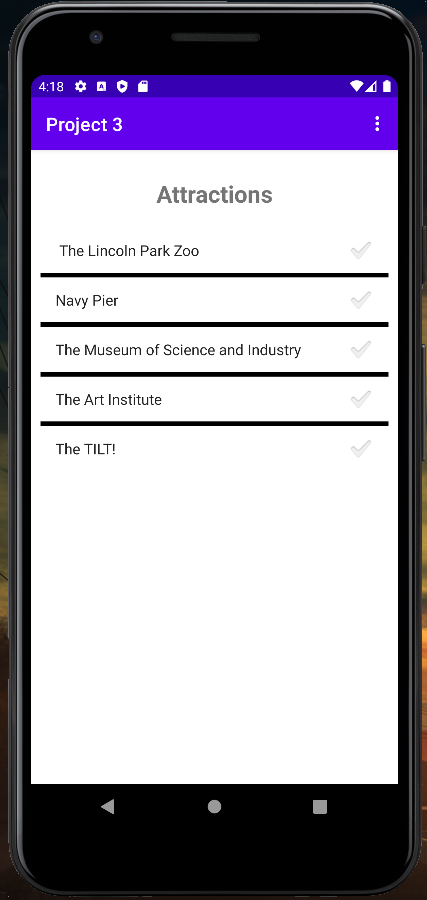 4:18
Project 3
Attractions
The Lincoln Park Zoo
Navy Pier
The Museum of Science and Industry
The Art Institute
The TILT!